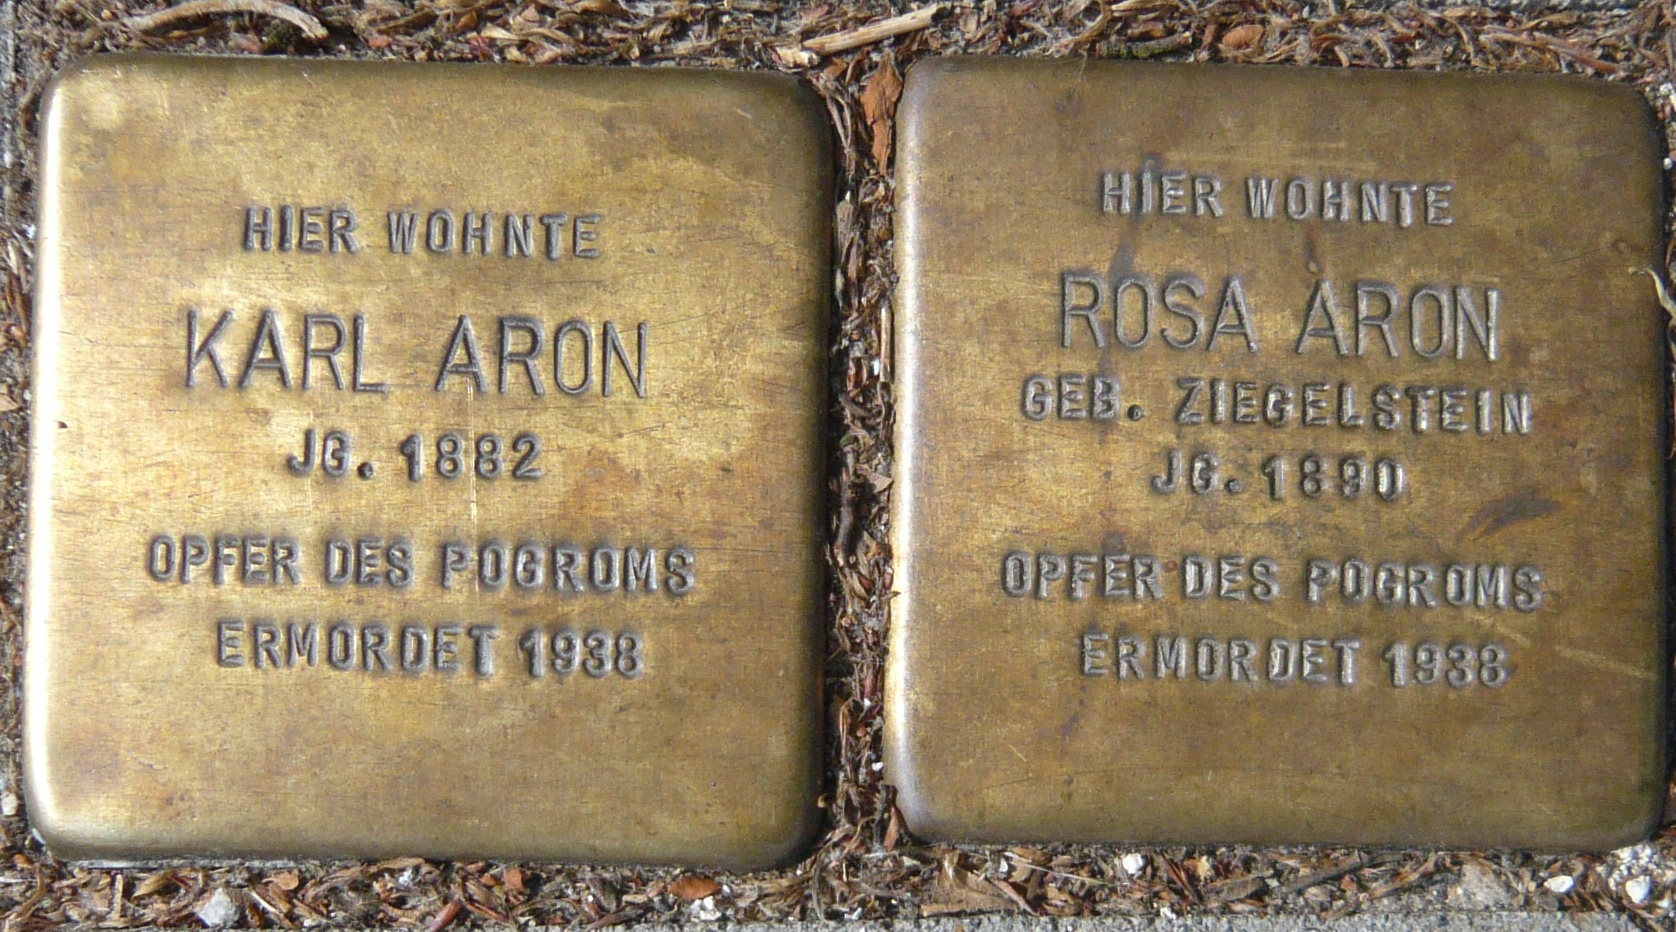 HIER WOHNTE
KARL ARON
JG. 1882
OPFER DES POGROMS
ERMORDET 1938
HIER WOHNTE
ROSA ARON
GEB. ZIEGELSTEIN
JG. 1890
OPFER DES POGROMS
ERMORDET 1938